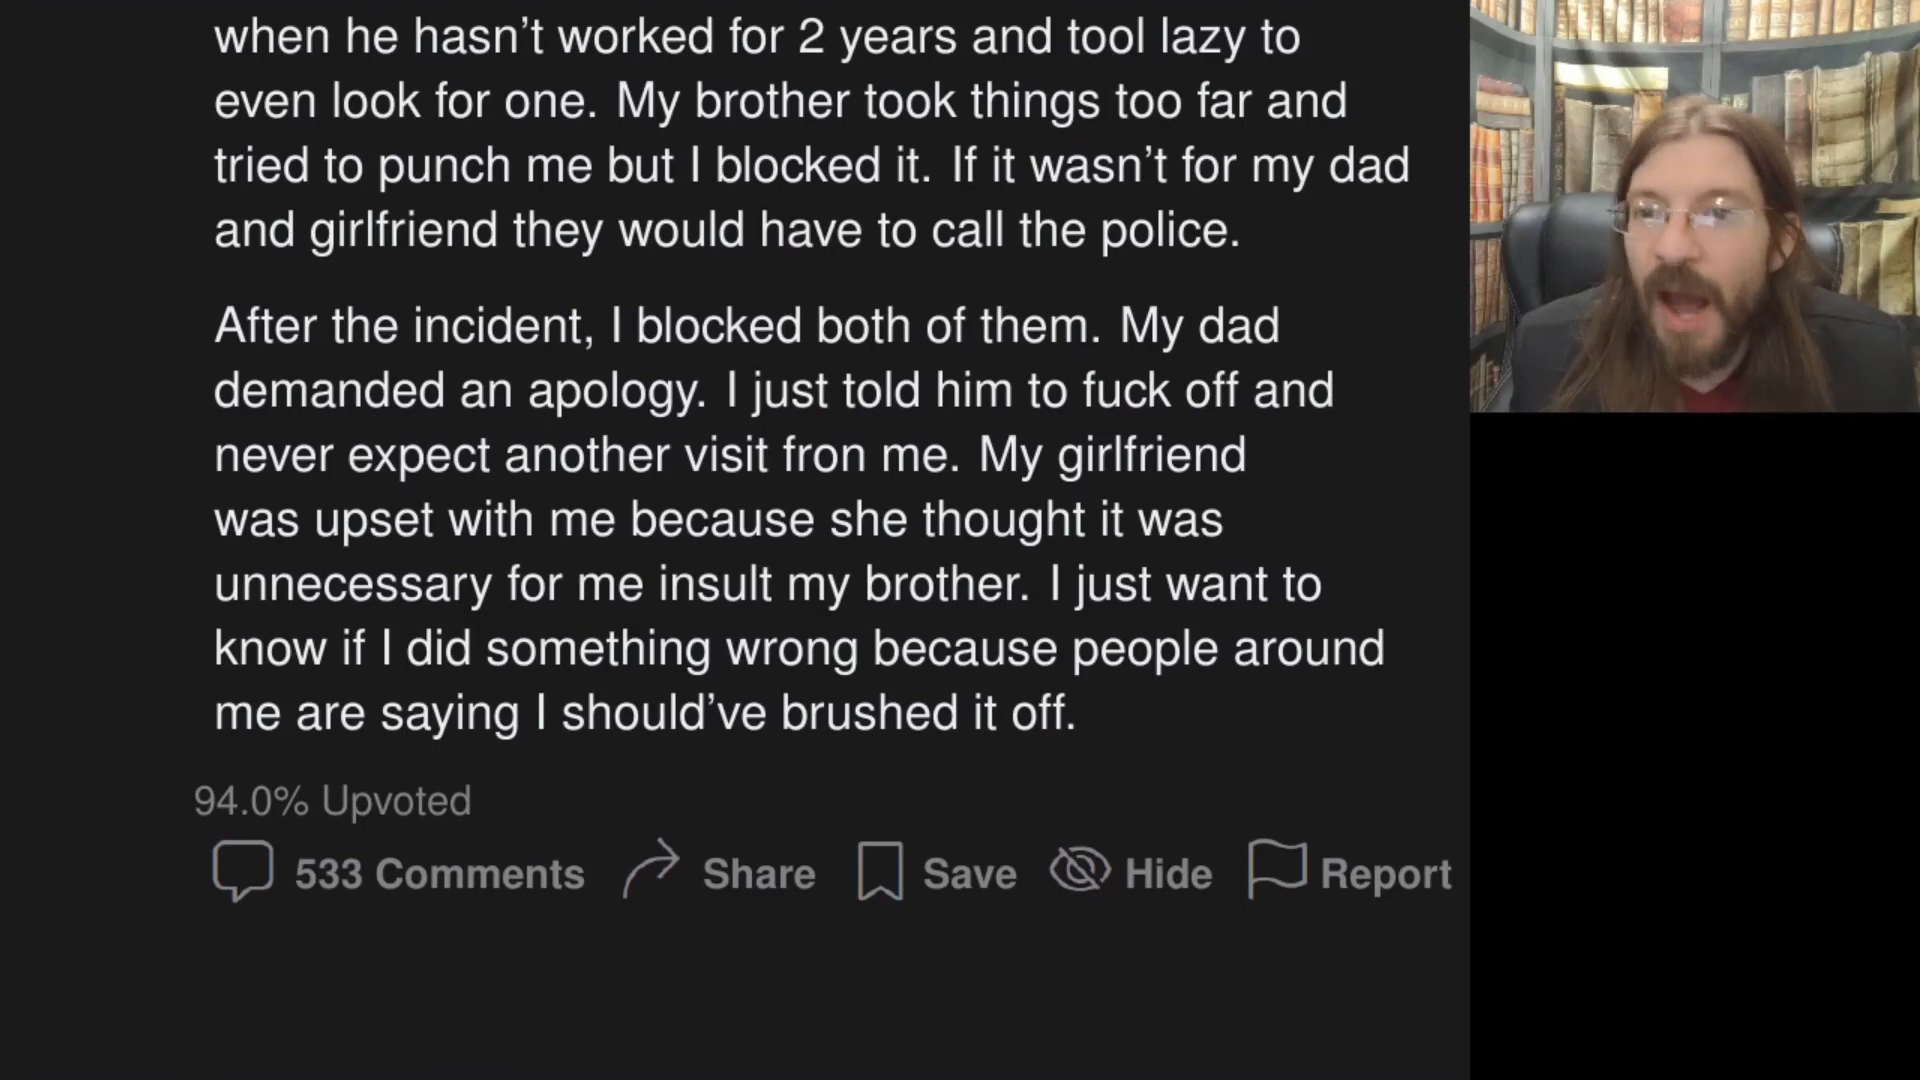 when he hasn't worked for 2 years and tool lazy to
even look for one. My brother took things too far and
tried to punch me but I blocked it. If it wasn't for my dad
and girlfriend they would have to call the police.
After the incident, I blocked both of them. My dad
demanded an apology. I just told him to fuck off and
never expect another visit fron me. My girlfriend
was upset with me because she thought it was
unnecessary for me insult my brother. I just want to
know if I did something wrong because people around
me are saying I should've brushed it off.
94.0% Upvoted
533 Comments Share Save Hide Report